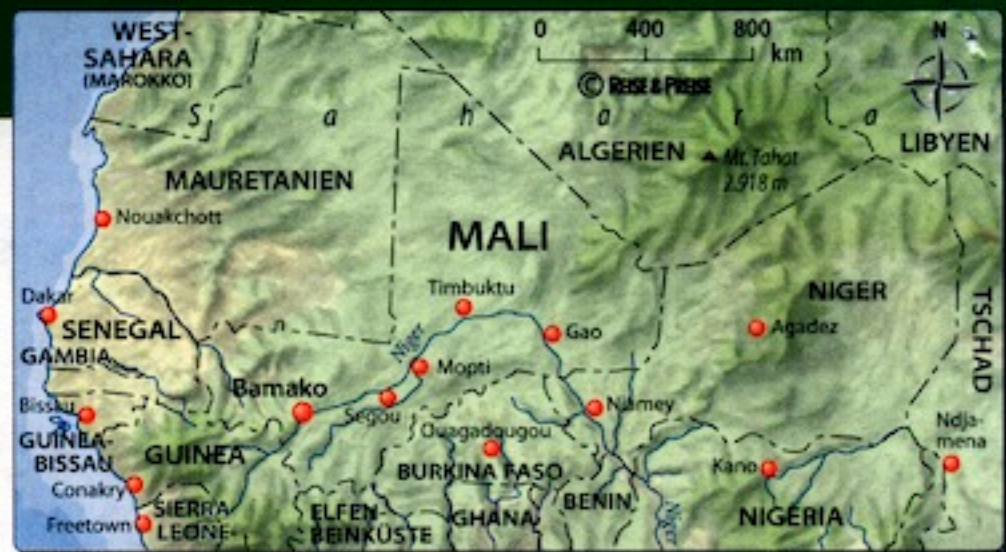 WEST-
SAHARA
(MAROKKO)
0 400 800
km
© REISE & PREISE
N
S a h a r a
LIBYEN
ALGERIEN
Mt. Tahat
2.918 m
MAURETANIEN
Nouakchott
MALI
Timbuktu
NIGER
TSCHAD
Dakar
SENEGAL
Niger
Gao
Agadez
GAMBIA
Mopti
Bamako
Segou
Niamey
Bissau
Ouagadougou
Ndja-
mena
GUINEA-
BISSAU
GUINEA
BURKINA FASO
Kano
Conakry
BENIN
SIERRA
LEONE
ELFEN-
BEINKÜSTE
GHANA
Niger
NIGERIA
Freetown